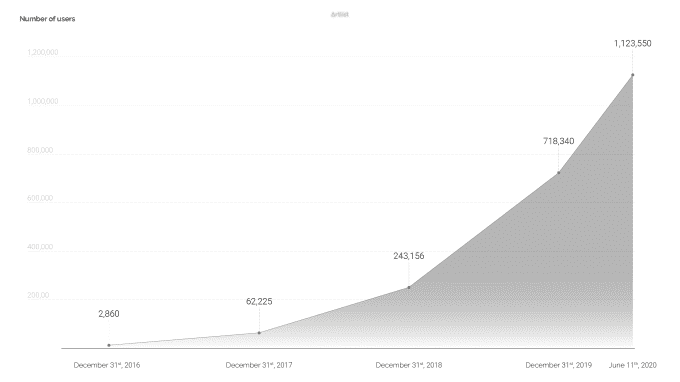 Number of users
1,123,550
1,200,000
1,000,000
718,340
800,000
600,000
243,156
400,000
62,225
200,00
2,860
December 31st, 2016
December 31st, 2017
December 31st, 2018
December 31st, 2019
June 11th, 2020